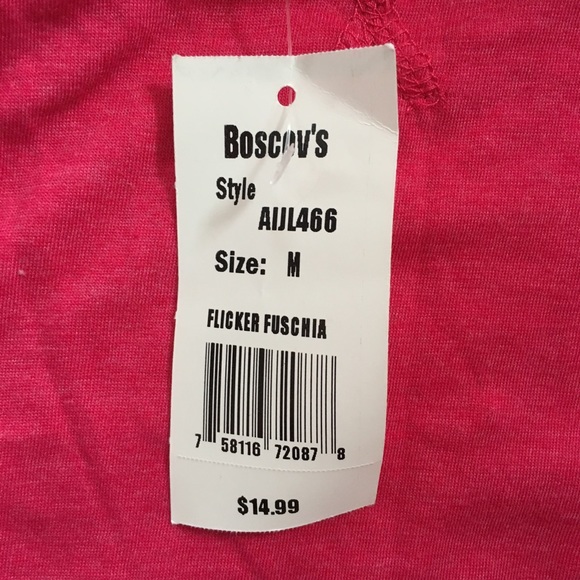 Boscov's
Style
AIJL466
Size: M
FLICKER FUSCHIA
7 58116 72087 8
$14.99